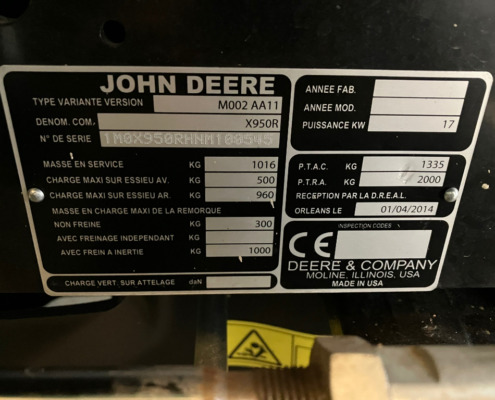 JOHN DEERE
TYPE VARIANTE VERSION M002 AA11
DENOM. COM. X950R
N° DE SERIE
MASSE EN SERVICE KG 1016
CHARGE MAXI SUR ESSIEU AV. KG 500
CHARGE MAXI SUR ESSIEU AR. KG 960
MASSE EN CHARGE MAXI DE LA REMORQUE
NON FREINE KG 300
AVEC FREINAGE INDEPENDANT KG
AVEC FREIN A INERTIE KG 1000
CHARGE VERT. SUR ATTELAGE daN
ANNEE FAB.
ANNEE MOD.
PUISSANCE KW 17
P.T.A.C. KG 1335
P.T.R.A. KG 2000
RECEPTION PAR LA D.R.E.A.L.
ORLEANS LE 01/04/2014
INSPECTION CODES
CE
DEERE & COMPANY
MOLINE, ILLINOIS, USA
MADE IN USA